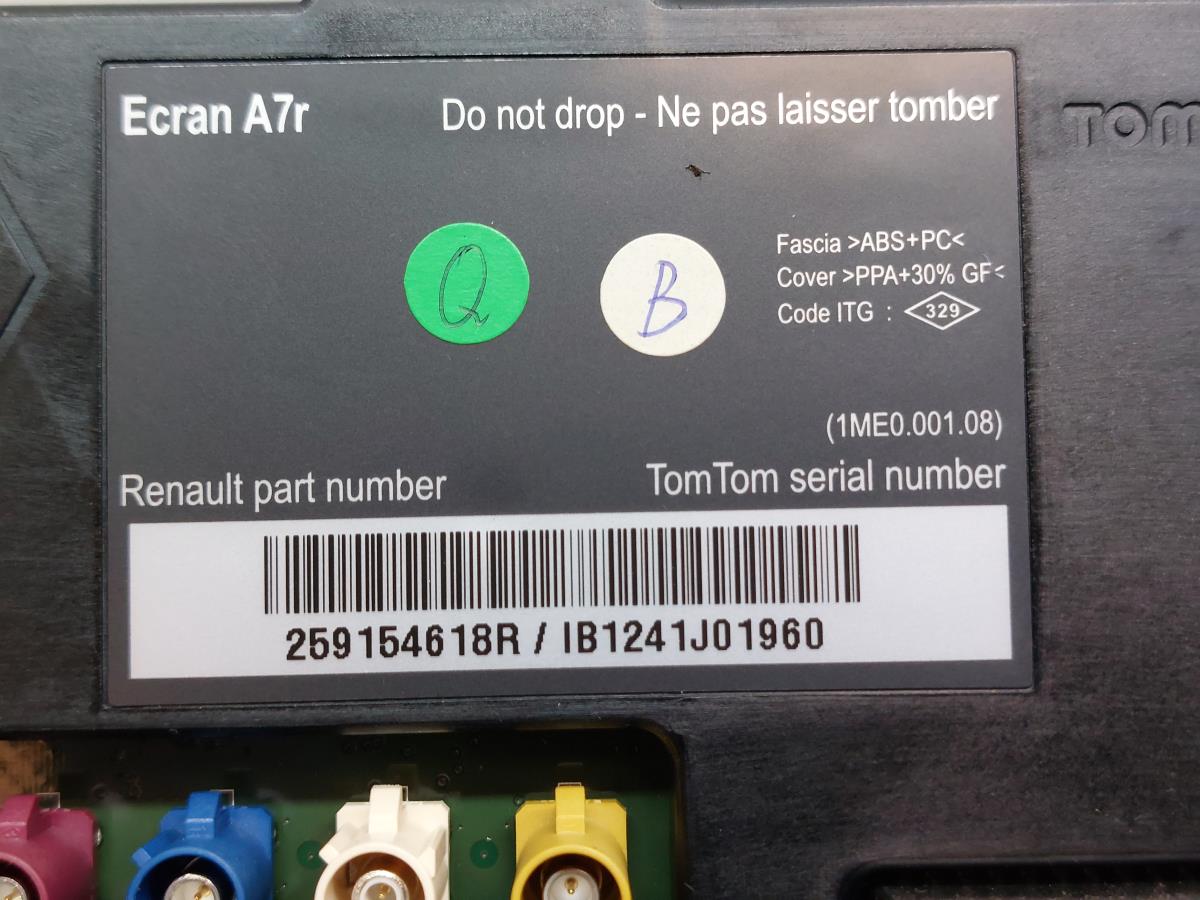 Ecran A7r
Do not drop - Ne pas laisser tomber
TOM
Q
B
Fascia >ABS+PC<
Cover >PPA+30% GF<
Code ITG : 329
(1ME0.001.08)
Renault part number
TomTom serial number
259154618R / IB1241J01960